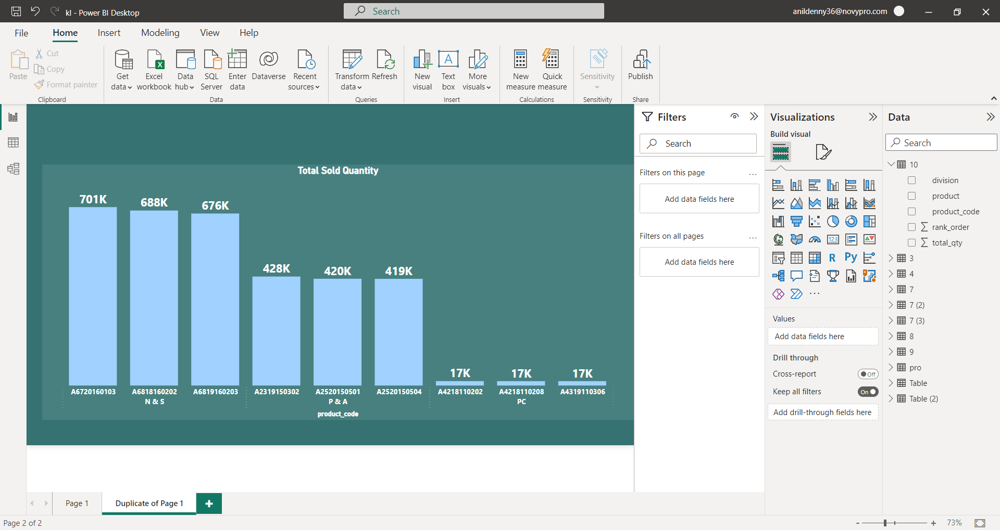 kl - Power BI Desktop
Search
anildenny36@novypro.com
File
Home
Insert
Modeling
View
Help
Paste
Cut
Copy
Format painter
Clipboard
Get data
Excel workbook
Data hub
SQL Server
Enter data
Dataverse
Recent sources
Data
Transform data
Refresh
Queries
New visual
Text box
More visuals
Insert
New measure
Quick measure
Calculations
Sensitivity
Sensitivity
Publish
Share
Total Sold Quantity
701K
688K
676K
428K
420K
419K
17K
17K
17K
A6720160103
A6818160202
A6819160203
A2319150302
A2520150501
A2520150504
A4218110202
A4218110208
A4319110306
N & S
P & A
PC
product_code
Filters
Search
Filters on this page
...
Add data fields here
Filters on all pages
...
Add data fields here
Visualizations
Build visual
123
R
Py
...
Values
Add data fields here
Drill through
Cross-report
Off
Keep all filters
On
Add drill-through fields here
Data
Search
10
division
product
product_code
∑ rank_order
∑ total_qty
3
4
7
7 (2)
7 (3)
8
9
pro
Table
Table (2)
Page 1
Duplicate of Page 1
+
Page 2 of 2
-
+
73%